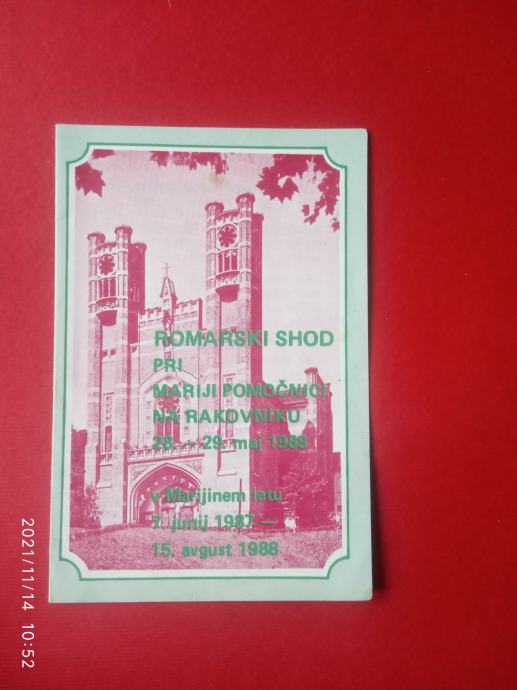 ROMARSKI SHOD
PRI
MARIJI POMOČNICI
NA RAKOVNIKU
28. — 29. maj 1988
v Marijinem letu
7. junij 1987 —
15. avgust 1988
2021/11/14 10:52